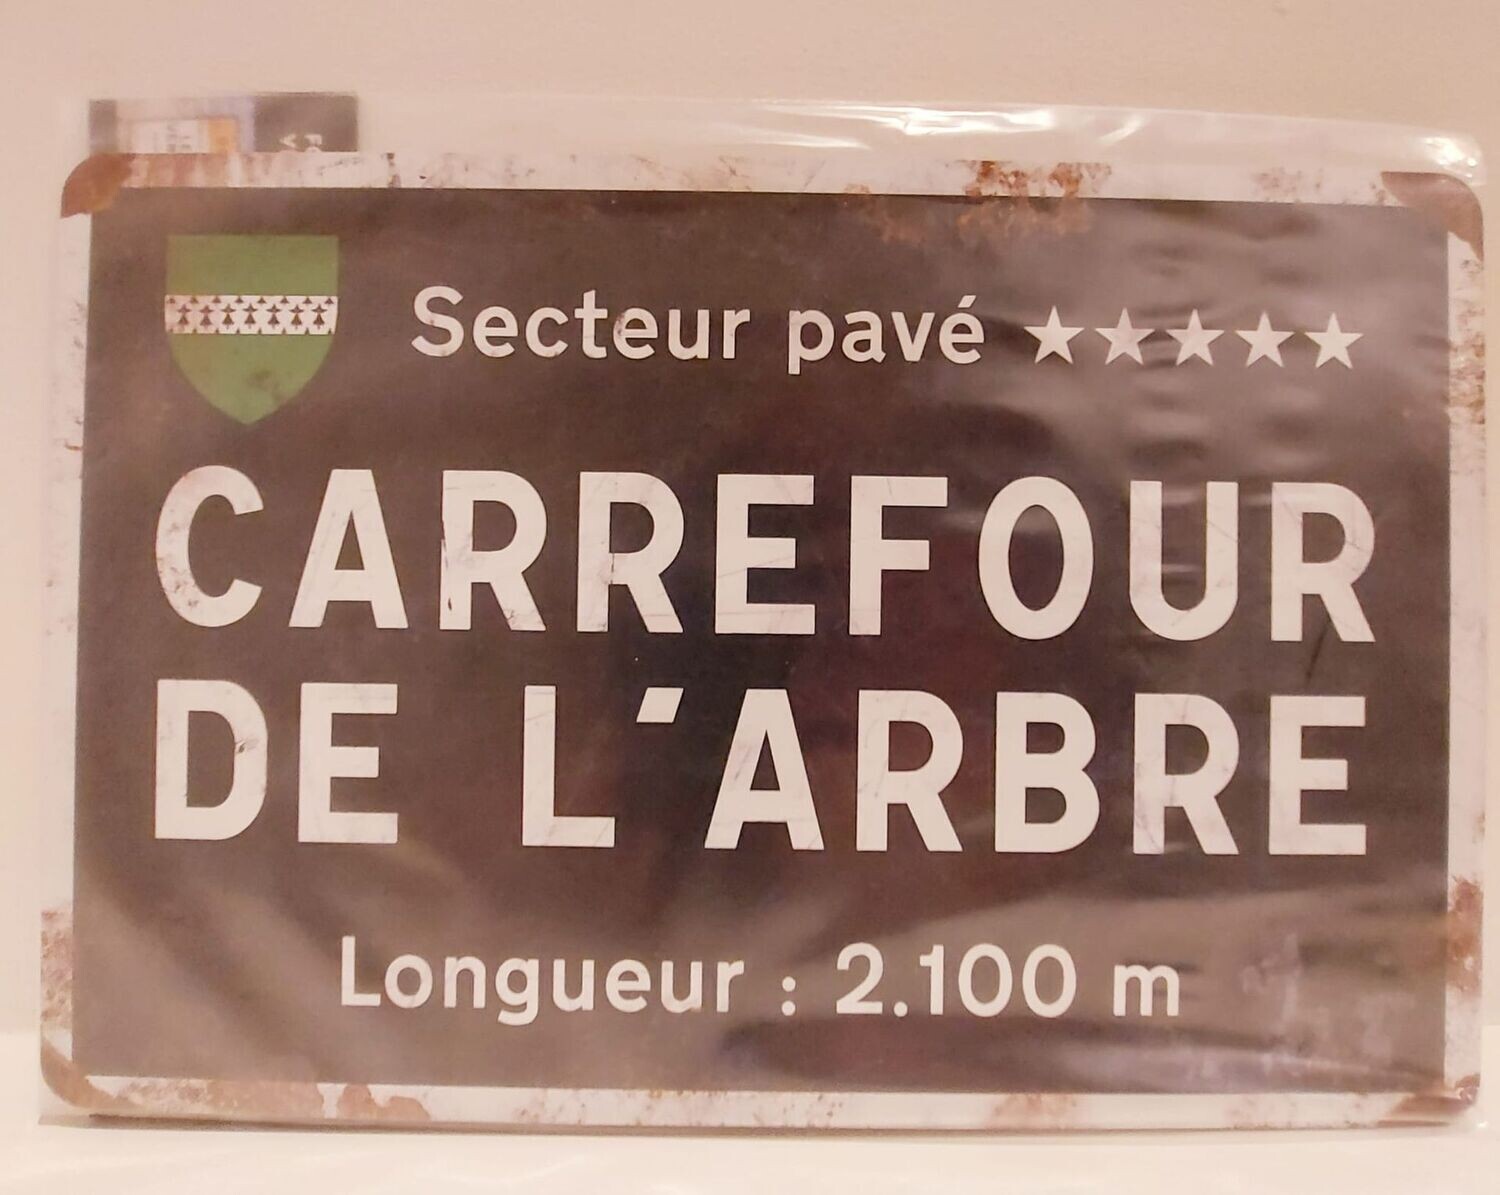 Secteur pavé ★★★★★
CARREFOUR
DE L'ARBRE
Longueur : 2.100 m